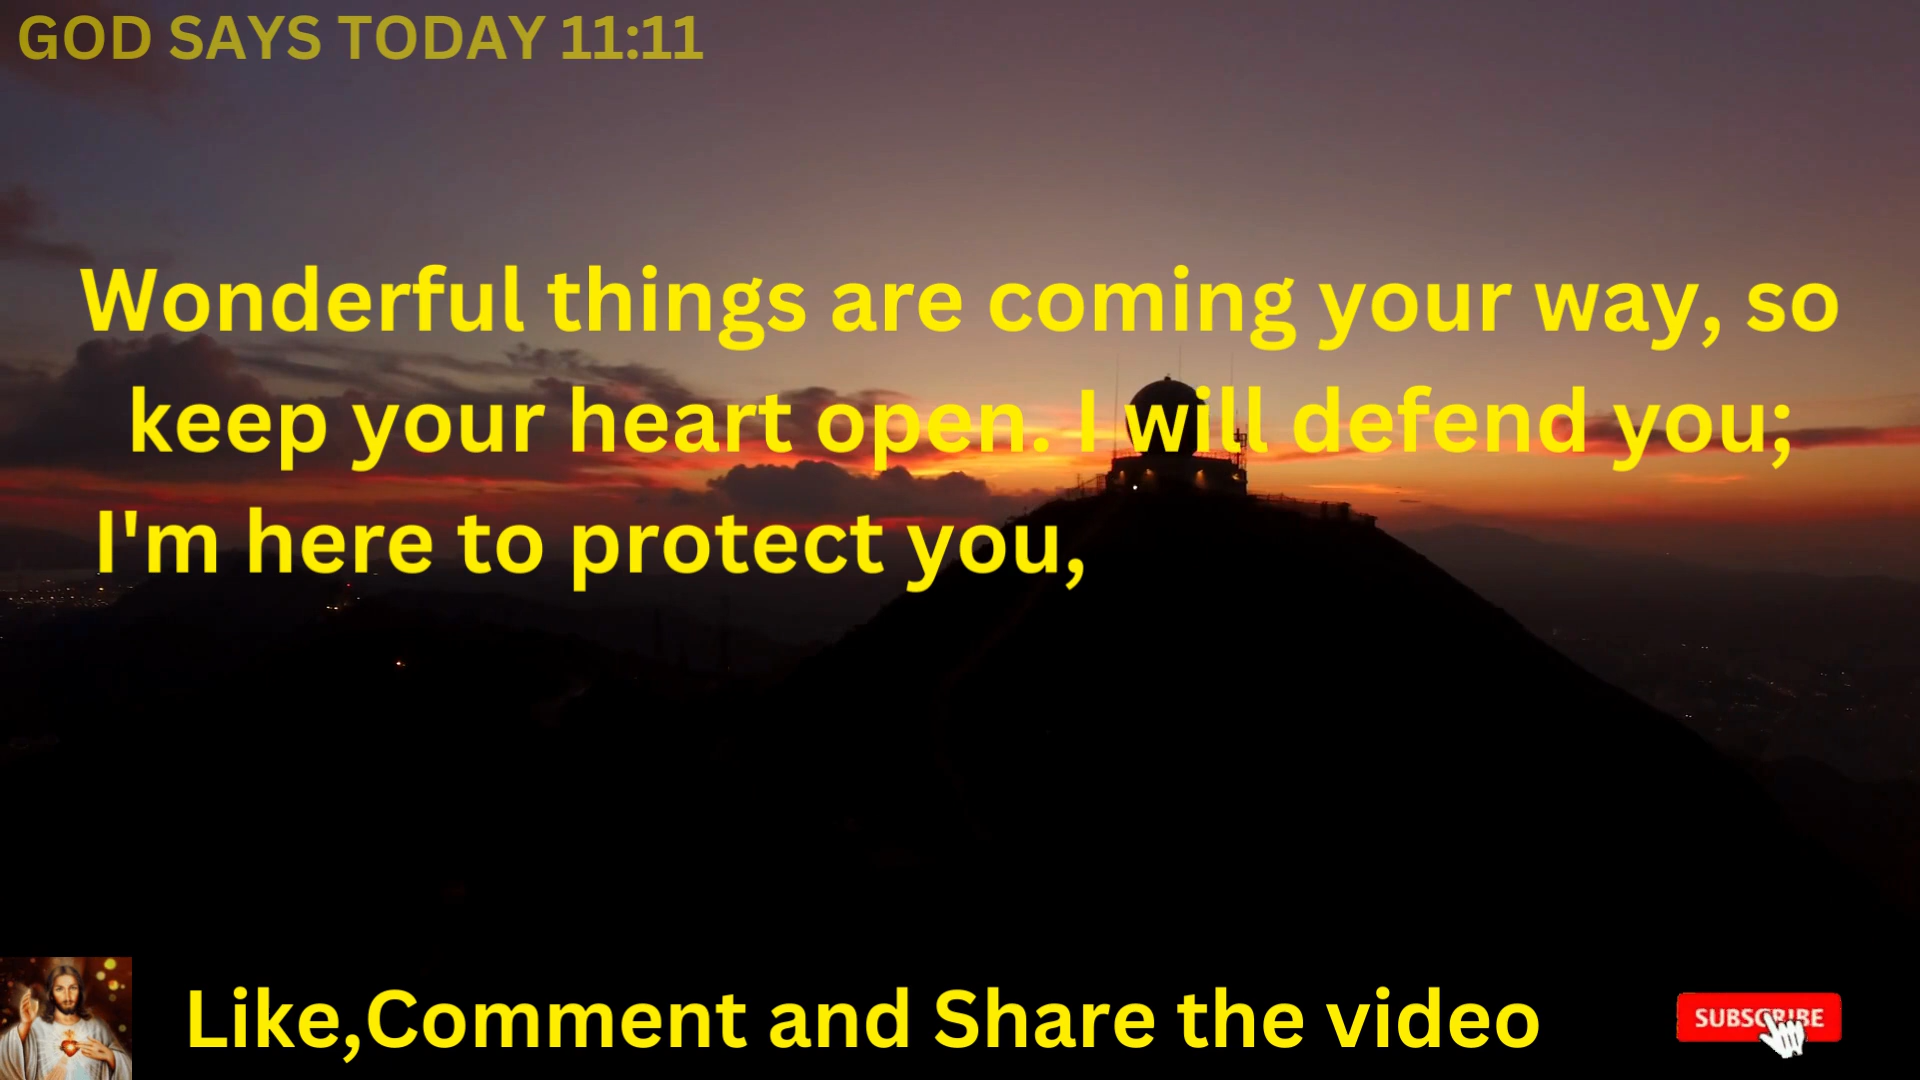 GOD SAYS TODAY 11:11
Wonderful things are coming your way, so
keep your heart open. I will defend you;
I'm here to protect you,
Like,Comment and Share the video
SUBSCRIBE